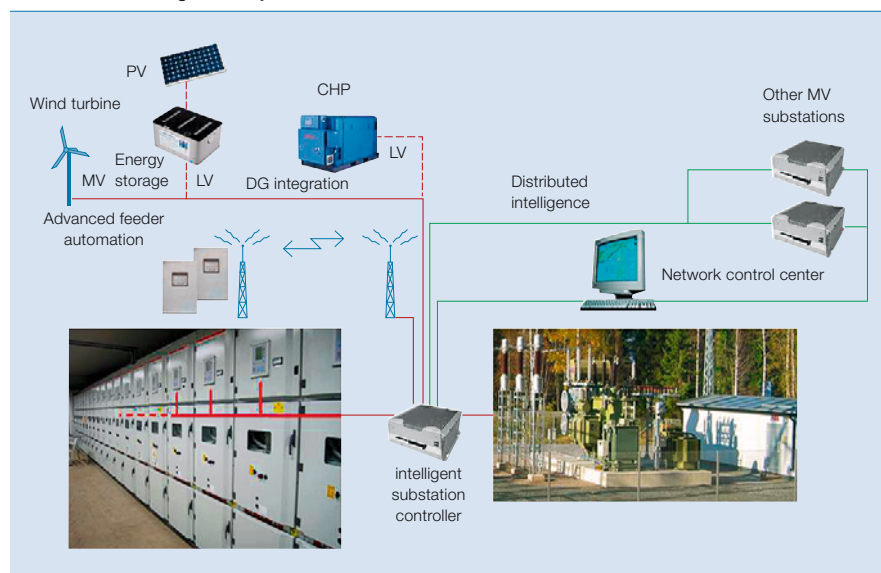 PV
CHP
Wind turbine
Other MV
substations
Energy
storage
MV
LV
LV
DG integration
Distributed
intelligence
Advanced feeder
automation
Network control center
intelligent
substation
controller